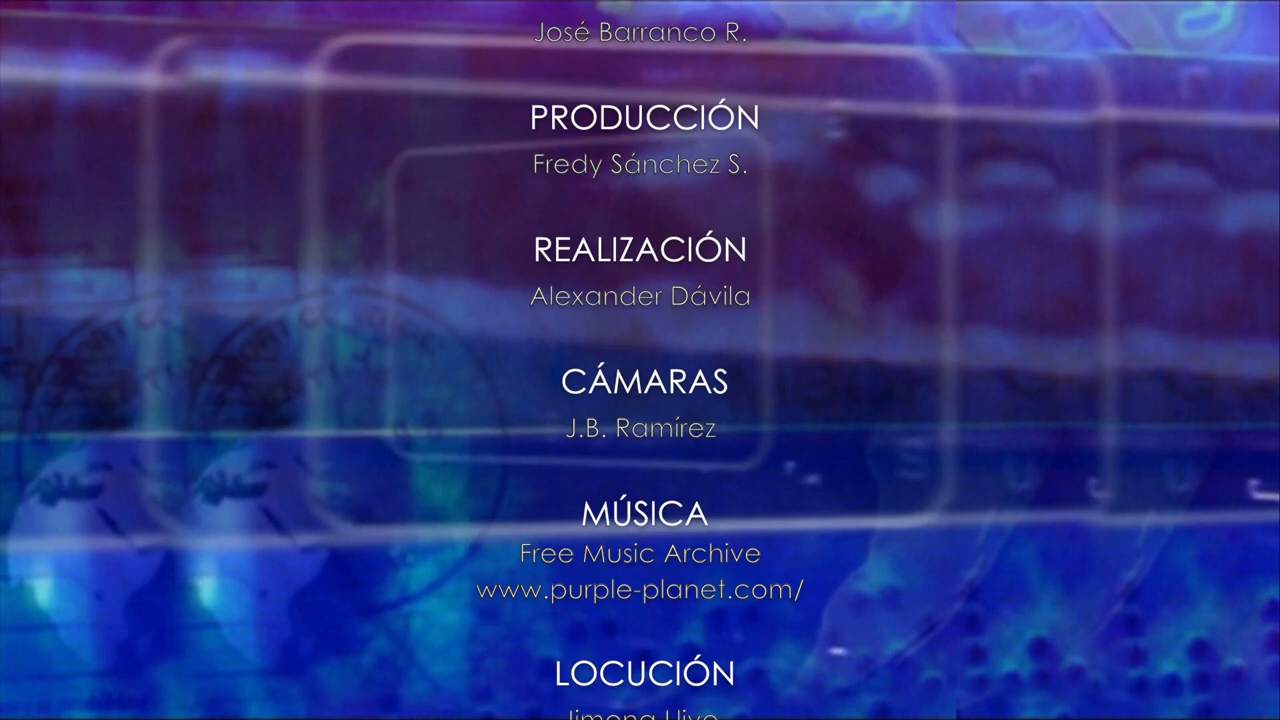 José Barranco R.
PRODUCCIÓN
Fredy Sánchez S.
REALIZACIÓN
Alexander Dávila
CÁMARAS
J.B. Ramírez
MÚSICA
Free Music Archive
www.purple-planet.com/
LOCUCIÓN